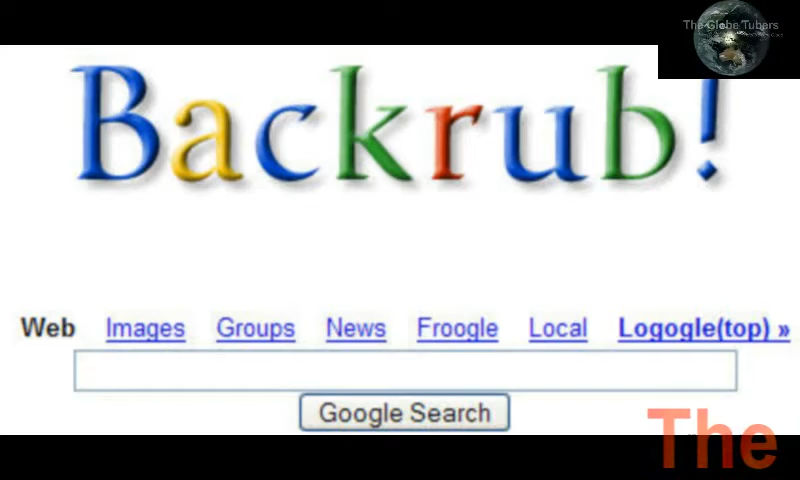 The Globe Tubers
Backrub!
Web Images Groups News Froogle Local Logogle(top) »
Google Search
The